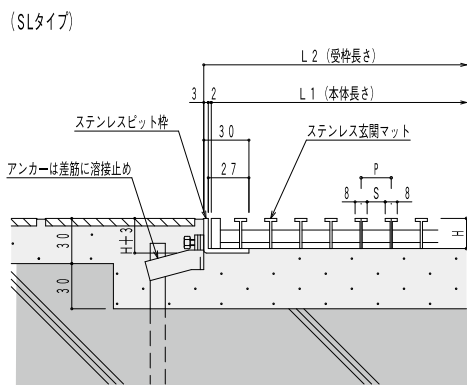 (SLタイプ)
L2 (受枠長さ)
3 2
L1 (本体長さ)
ステンレスピット枠
30
ステンレス玄関マット
アンカーは差筋に溶接止め
27
P
8 S 8
30
H+3
H
30